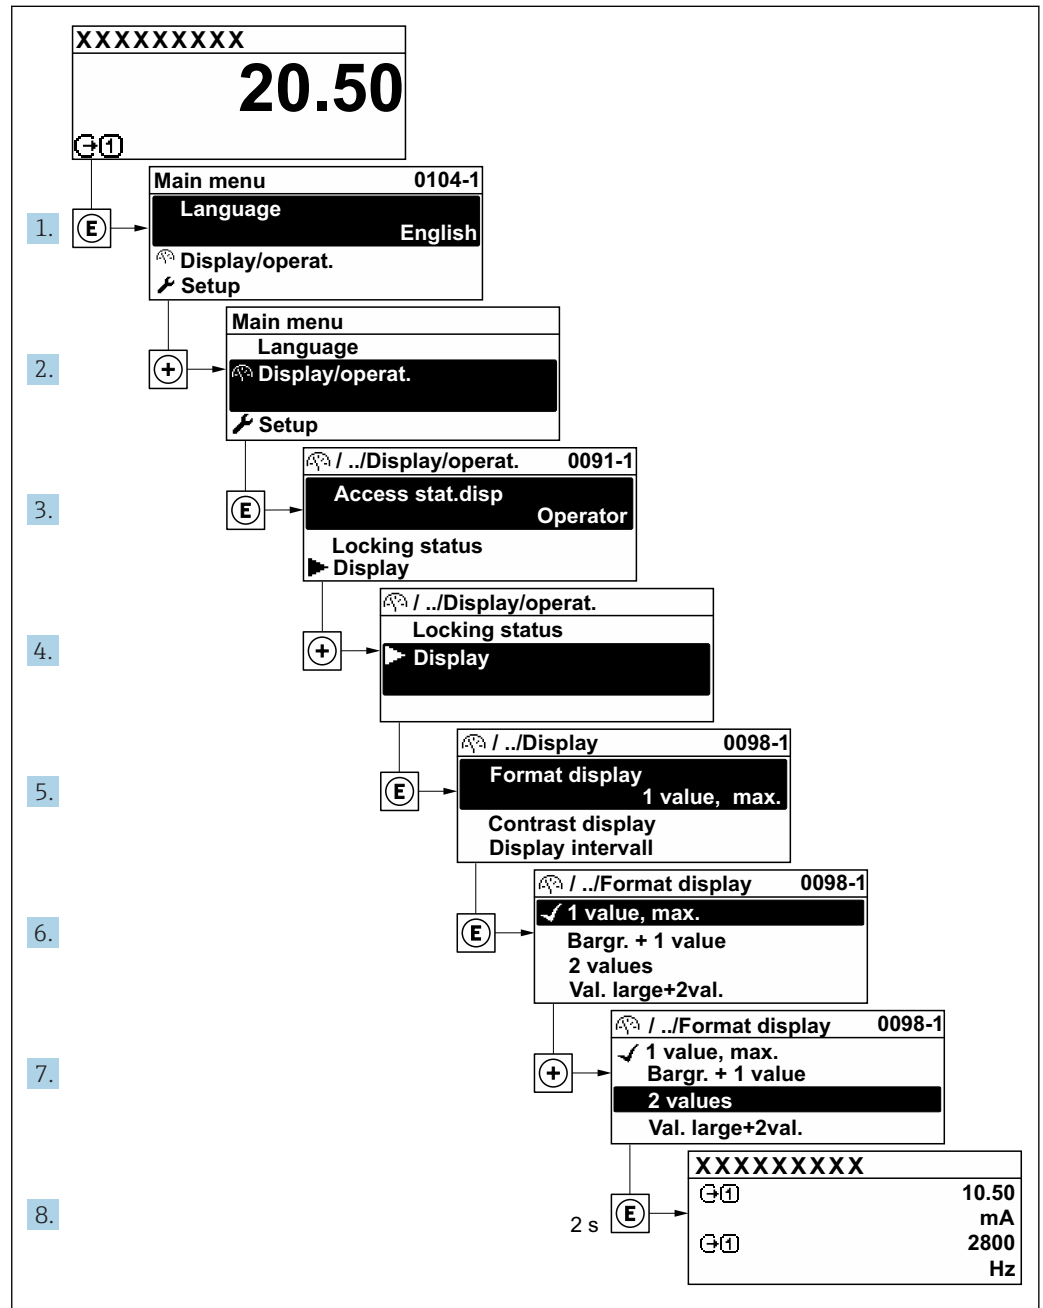 XXXXXXXXX
20.50
1
Main menu 0104-1
Language
1. E English
Display/operat.
Setup
Main menu
Language
2. + Display/operat.
Setup
/ ../Display/operat. 0091-1
Access stat.disp
3. E Operator
Locking status
Display
/ ../Display/operat.
Locking status
4. + Display
/ ../Display 0098-1
Format display
5. E 1 value, max.
Contrast display
Display intervall
/ ../Format display 0098-1
1 value, max.
6. E Bargr. + 1 value
2 values
Val. large+2val.
/ ../Format display 0098-1
1 value, max.
7. + Bargr. + 1 value
2 values
Val. large+2val.
XXXXXXXXX
1 10.50
8. 2 s E mA
1 2800
Hz